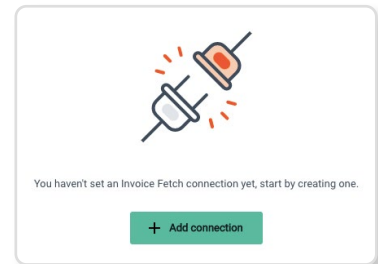 You haven't set an Invoice Fetch connection yet, start by creating one.
Add connection